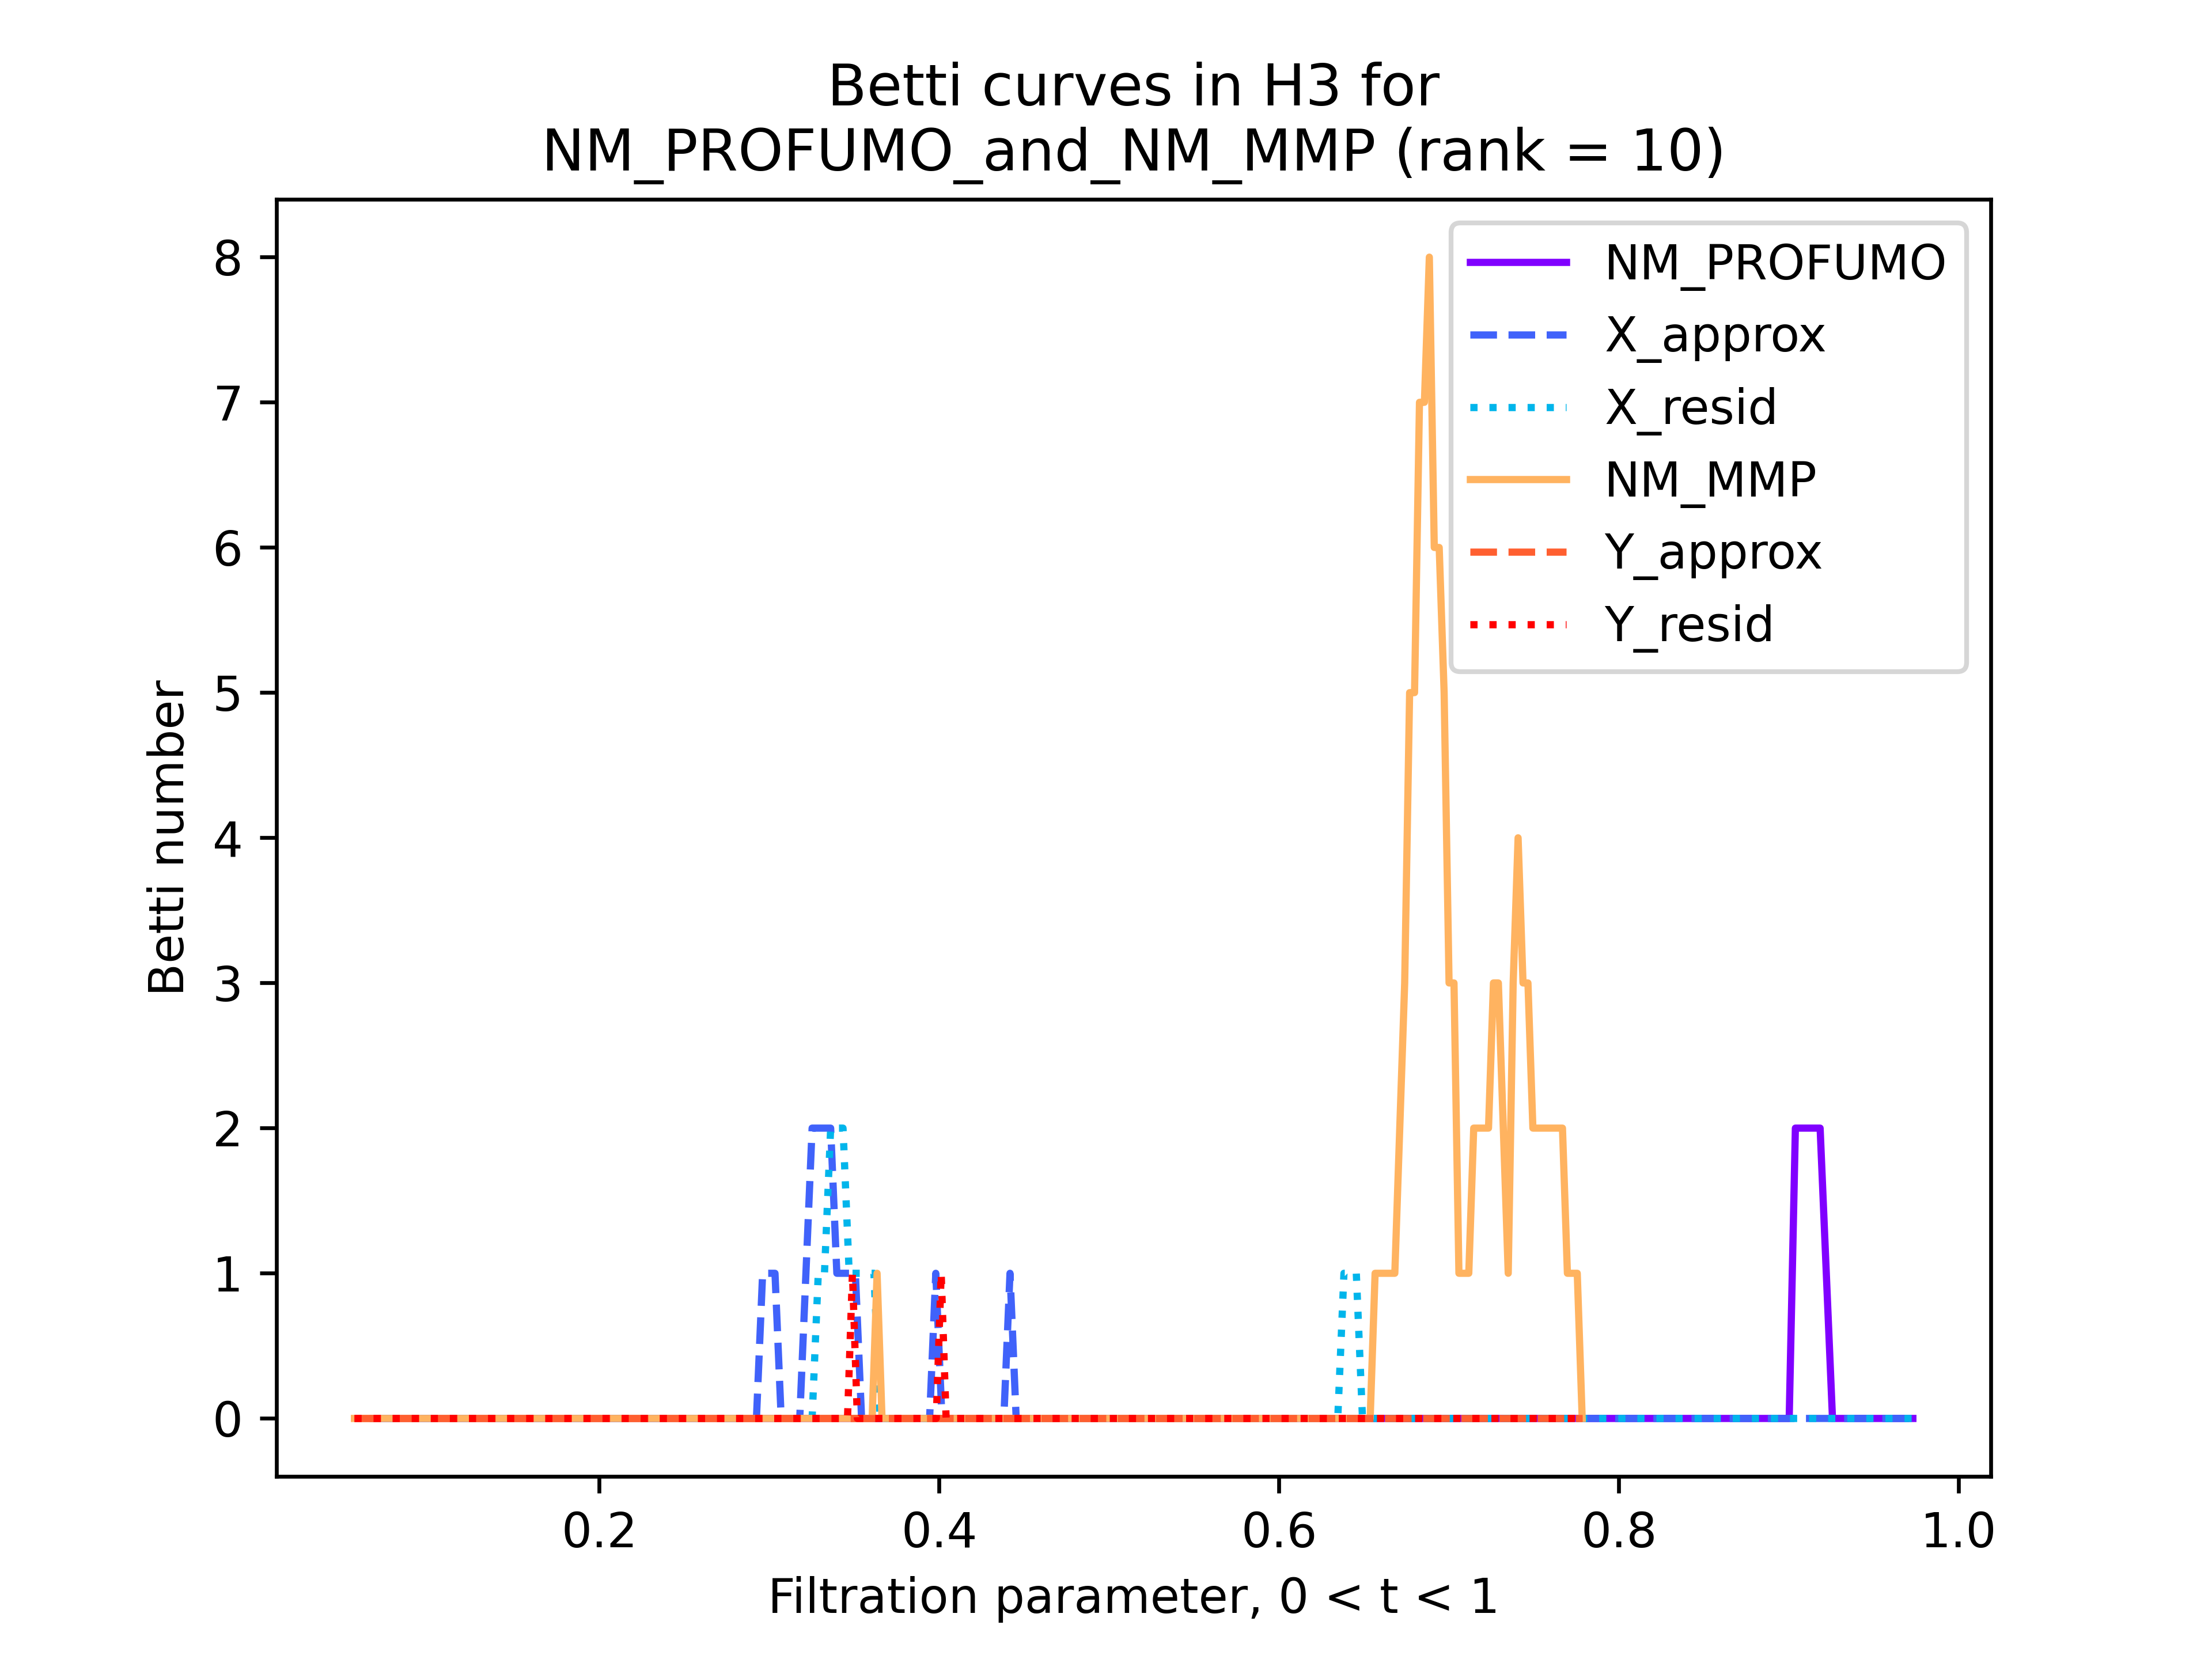 Betti curves in H3 for
NM_PROFUMO_and_NM_MMP (rank = 10)
NM_PROFUMO
X_approx
X_resid
NM_MMP
Y_approx
Y_resid
Betti number
8
7
6
5
4
3
2
1
0
0.2 0.4 0.6 0.8 1.0
Filtration parameter, 0 < t < 1